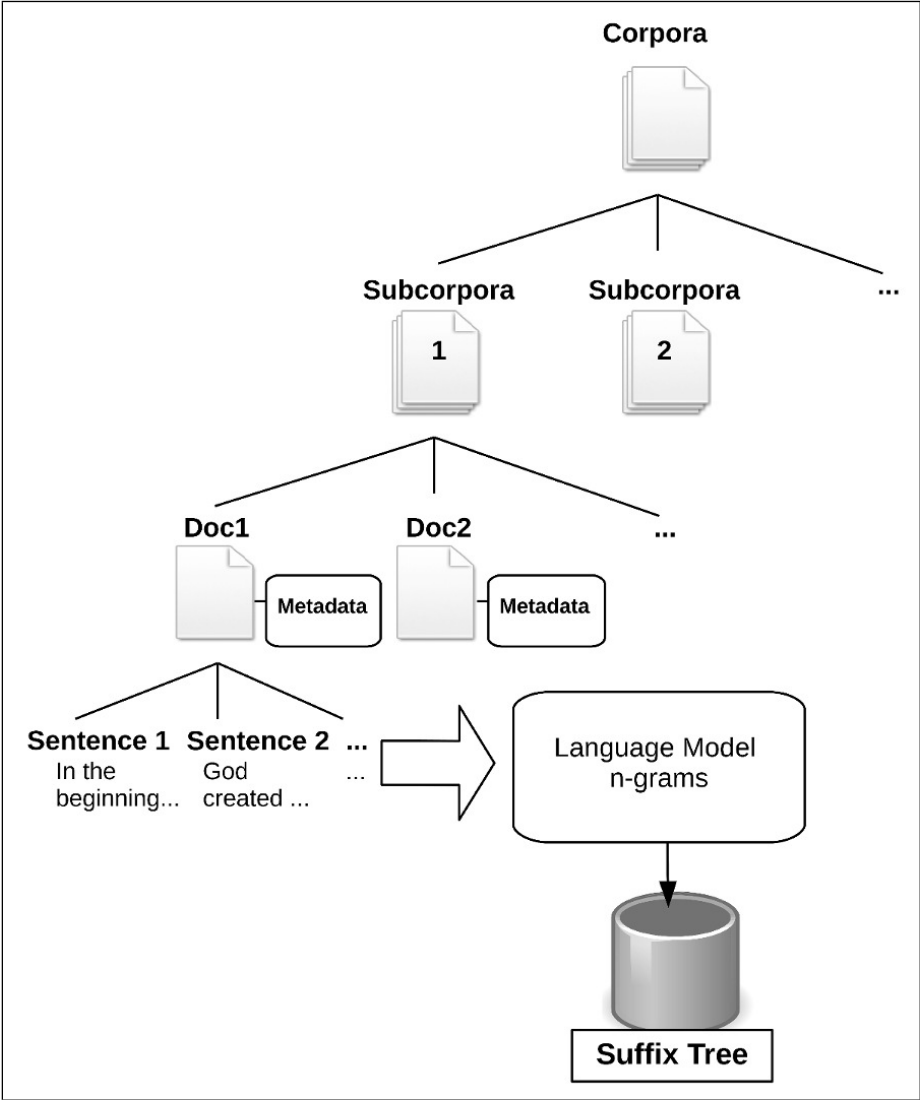 Corpora
Subcorpora Subcorpora ...
1 2
Doc1 Doc2 ...
Metadata Metadata
Sentence 1 Sentence 2 ...
In the God ...
beginning... created ...
Language Model
n-grams
Suffix Tree